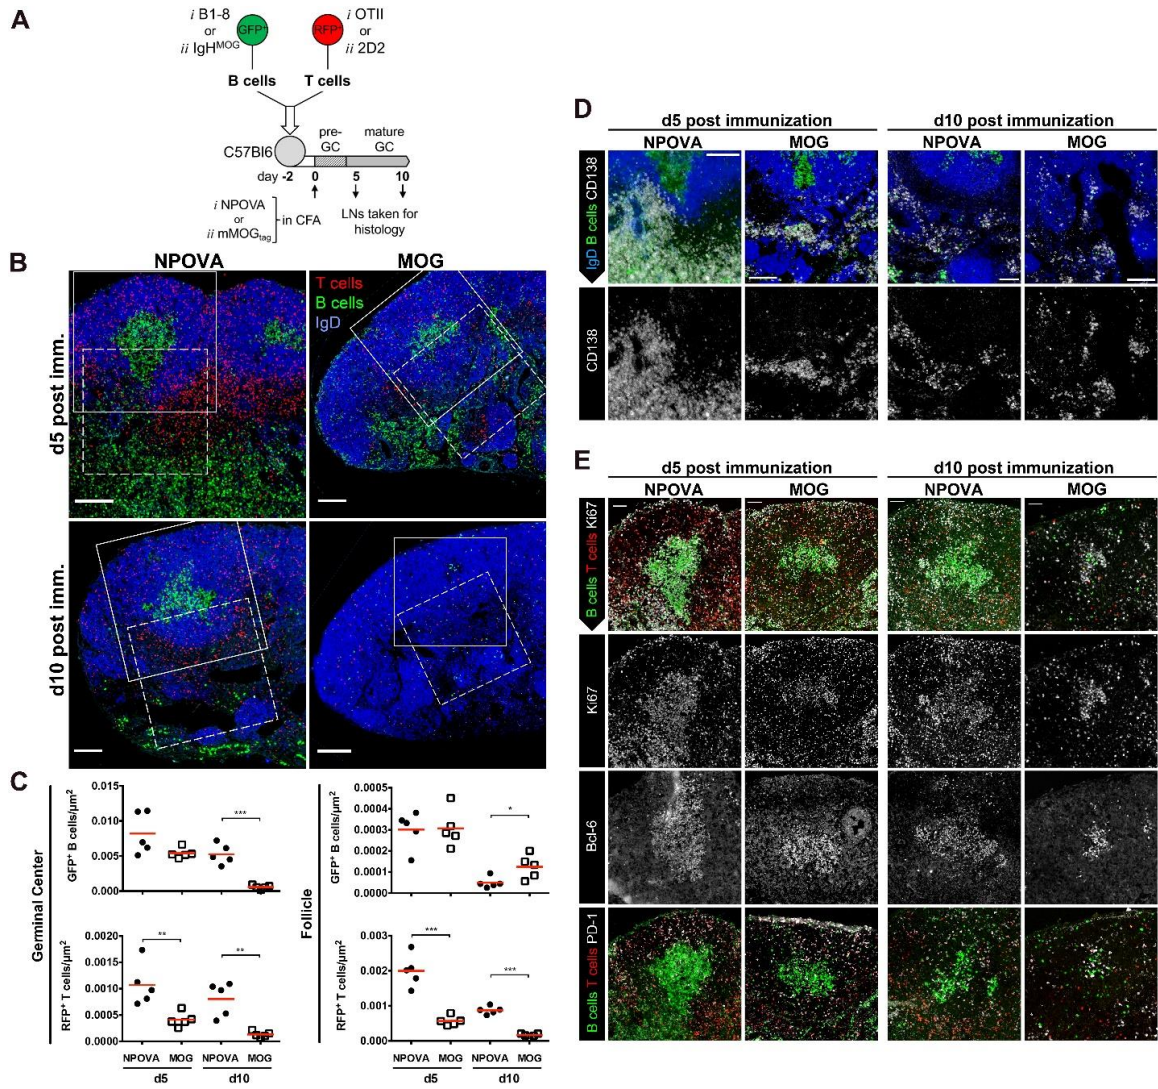 A
i B1-8
or
ii IgHMOG
GFP+
RFP+
i OTII
or
ii 2D2
B cells
T cells
C57Bl6
pre-
GC
mature
GC
day -2 0 5 10
i NPOVA
or
ii mMOGtag
in CFA
LNs taken for
histology
B
NPOVA
MOG
T cells
B cells
IgD
d5 post imm.
d10 post imm.
C
Germinal Center
GFP+ B cells/µm2
0.015
0.010
0.005
0.000
***
RFP+ T cells/µm2
0.0020
0.0015
0.0010
0.0005
0.0000
**
**
NPOVA MOG NPOVA MOG
d5 d10
Follicle
GFP+ B cells/µm2
0.0005
0.0004
0.0003
0.0002
0.0001
0.0000
*
RFP+ T cells/µm2
0.003
0.002
0.001
0.000
***
***
NPOVA MOG NPOVA MOG
d5 d10
D
d5 post immunization
d10 post immunization
NPOVA MOG NPOVA MOG
IgD B cells CD138
CD138
E
d5 post immunization
d10 post immunization
NPOVA MOG NPOVA MOG
B cells T cells Ki67
Ki67
Bcl-6
B cells T cells PD-1